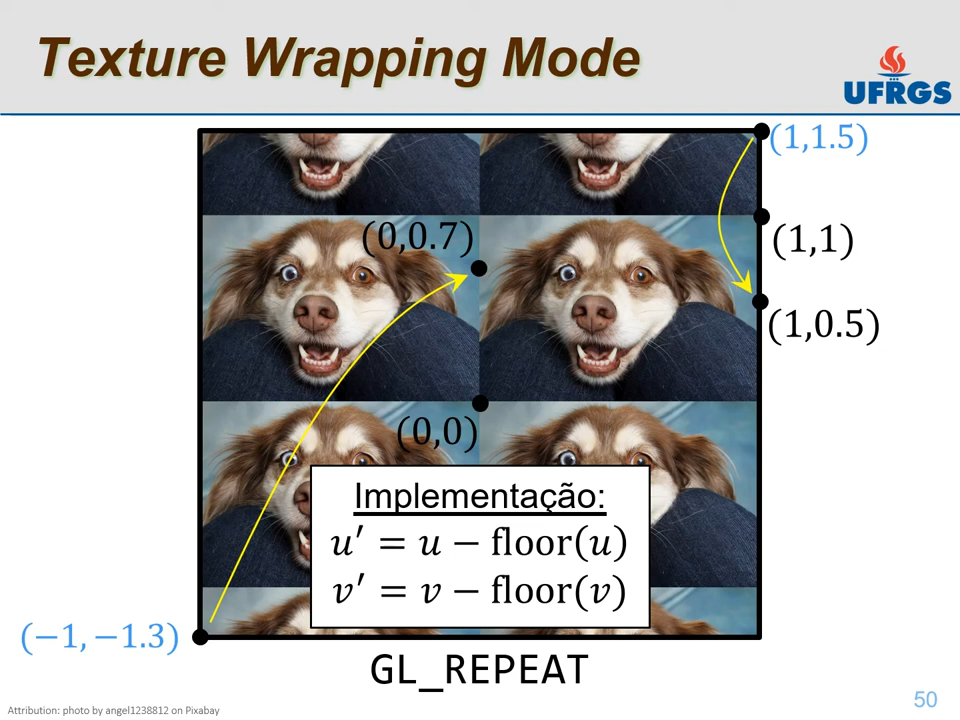 Texture Wrapping Mode
UFRGS
(1,1.5)
(0,0.7)
(1,1)
(1,0.5)
(0,0)
Implementação:
u′ = u − floor(u)
v′ = v − floor(v)
(−1, −1.3)
GL_REPEAT
Attribution: photo by angel1238812 on Pixabay
50